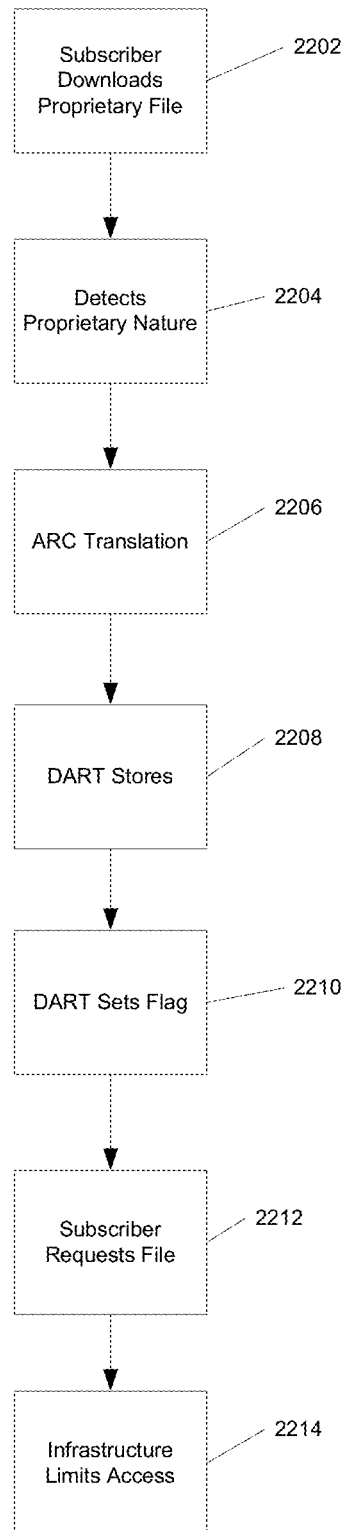 Subscriber
Downloads
Proprietary File
2202
Detects
Proprietary Nature
2204
ARC Translation
2206
DART Stores
2208
DART Sets Flag
2210
Subscriber
Requests File
2212
Infrastructure
Limits Access
2214